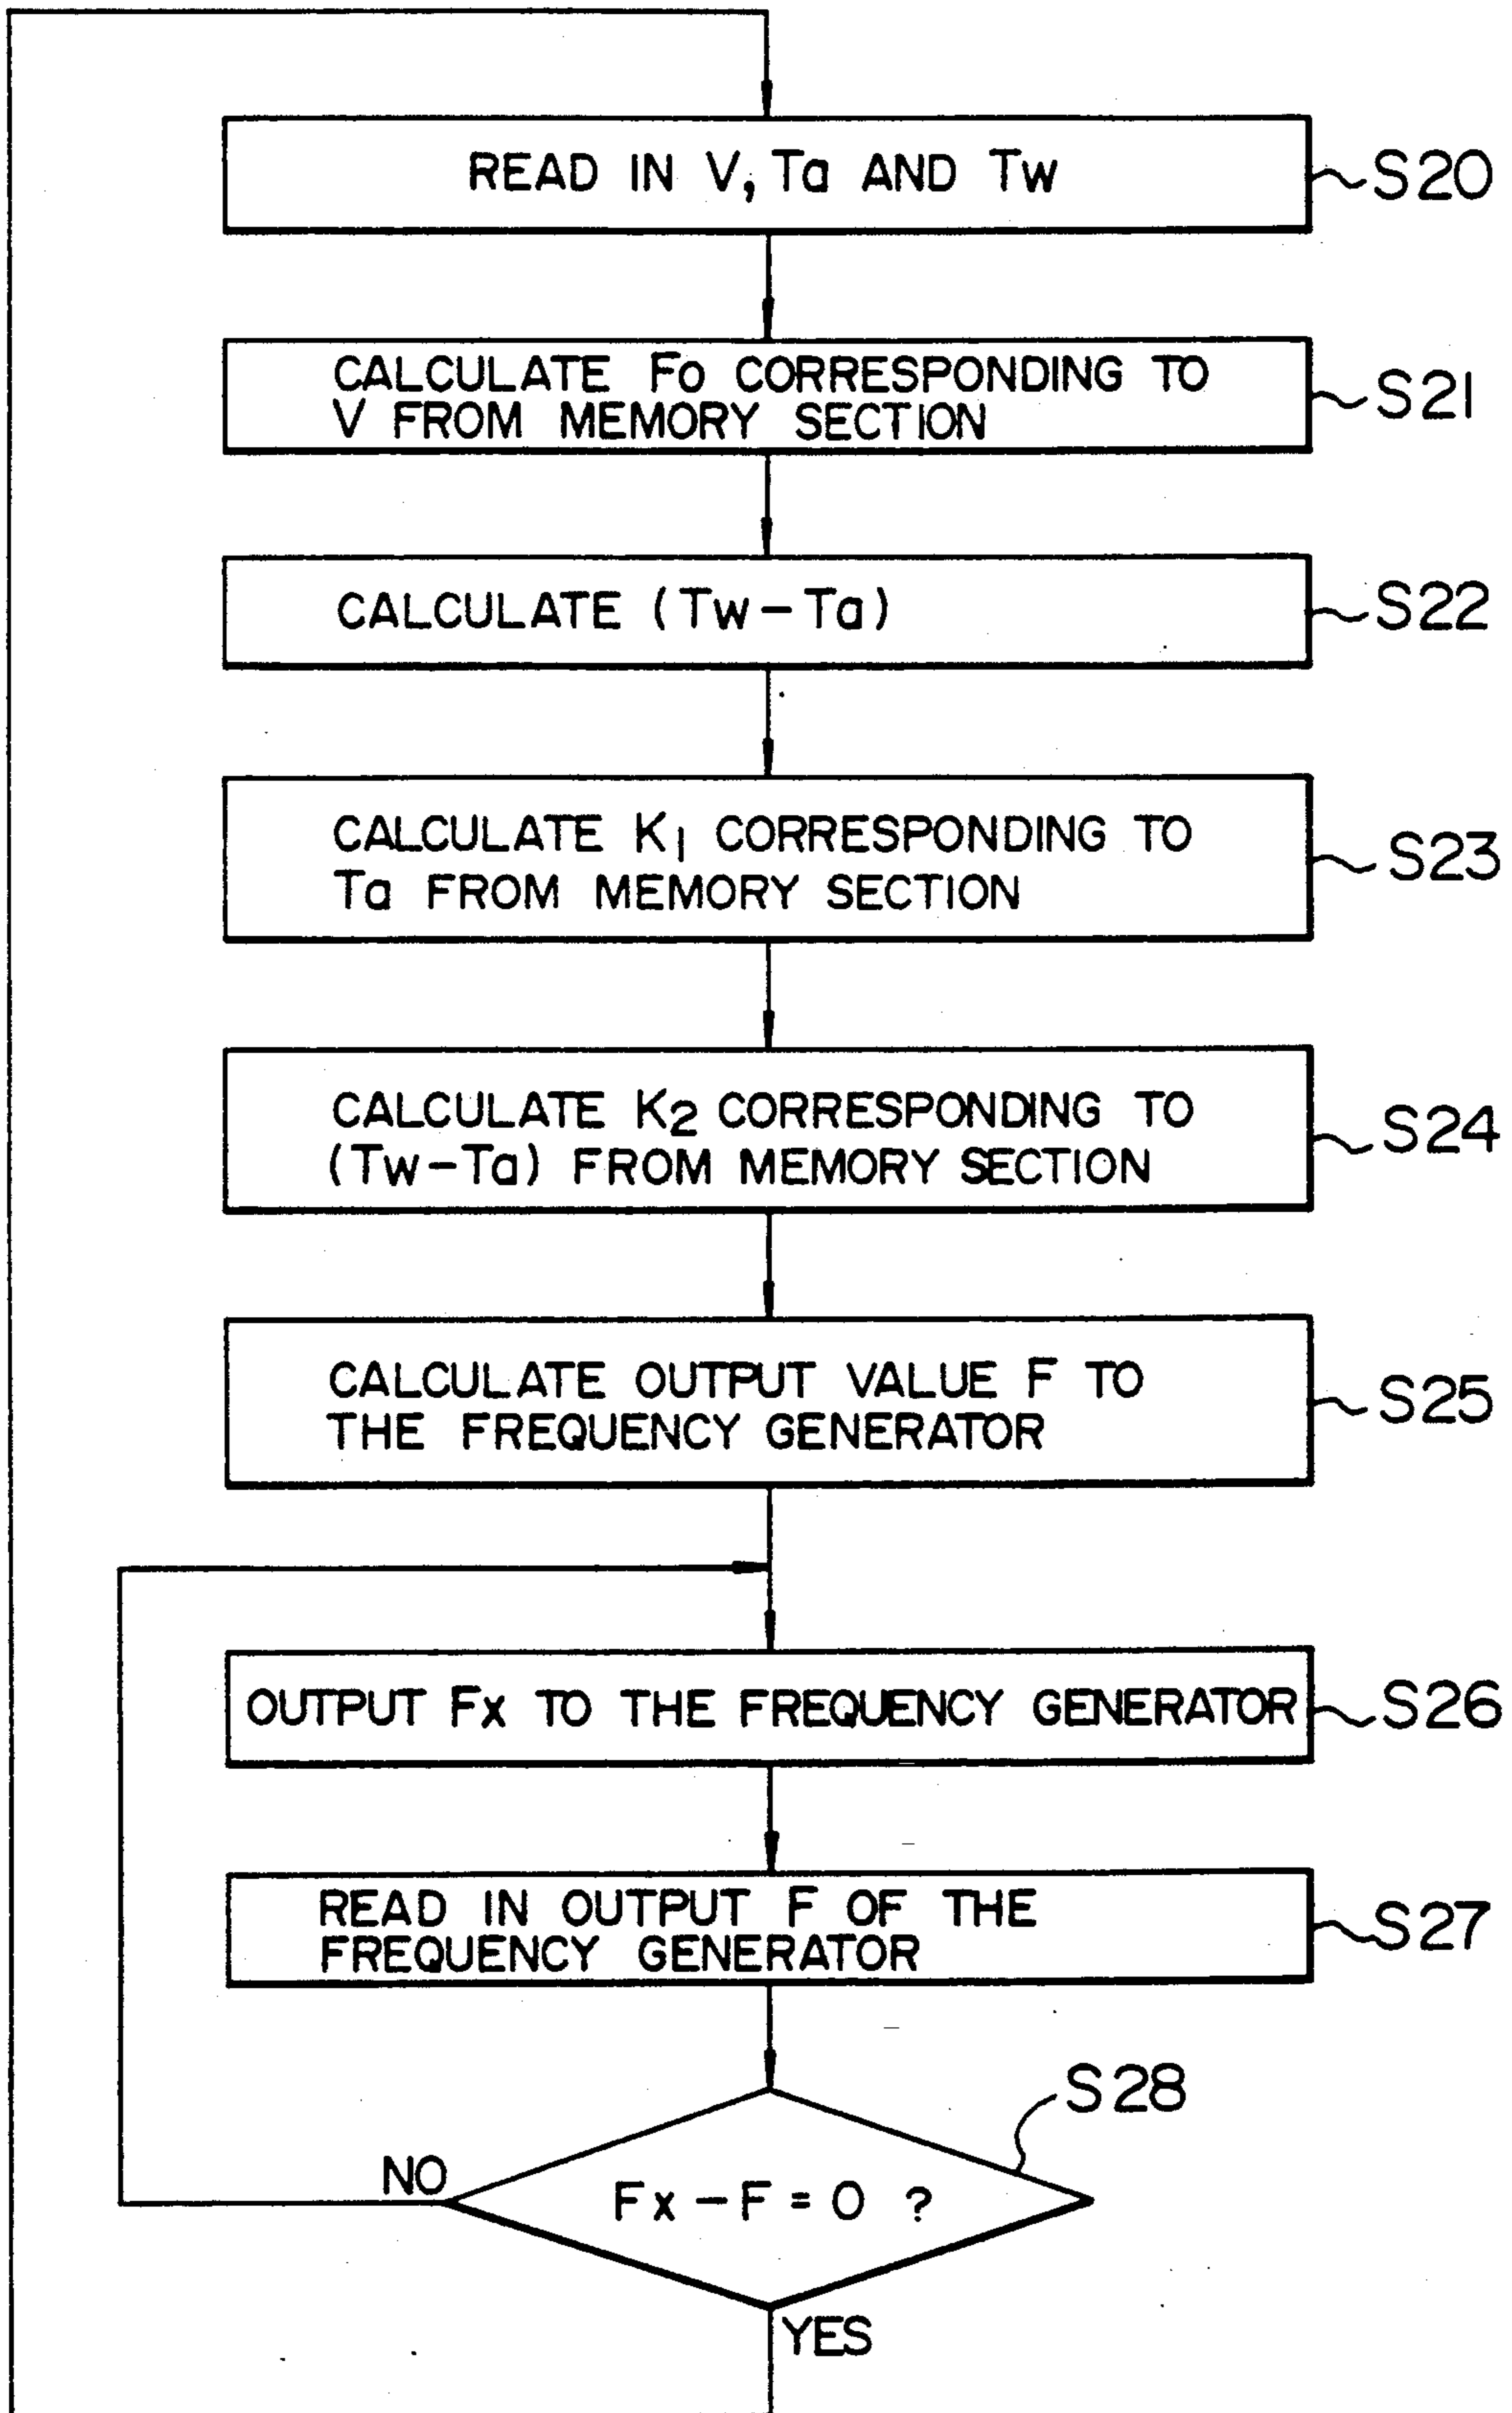 READ IN V, Ta AND Tw
S20
CALCULATE Fo CORRESPONDING TO
V FROM MEMORY SECTION
S21
CALCULATE (Tw-Ta)
S22
CALCULATE K1 CORRESPONDING TO
Ta FROM MEMORY SECTION
S23
CALCULATE K2 CORRESPONDING TO
(Tw-Ta) FROM MEMORY SECTION
S24
CALCULATE OUTPUT VALUE F TO
THE FREQUENCY GENERATOR
S25
OUTPUT Fx TO THE FREQUENCY GENERATOR
S26
READ IN OUTPUT F OF THE
FREQUENCY GENERATOR
S27
S28
NO
Fx-F=0 ?
YES